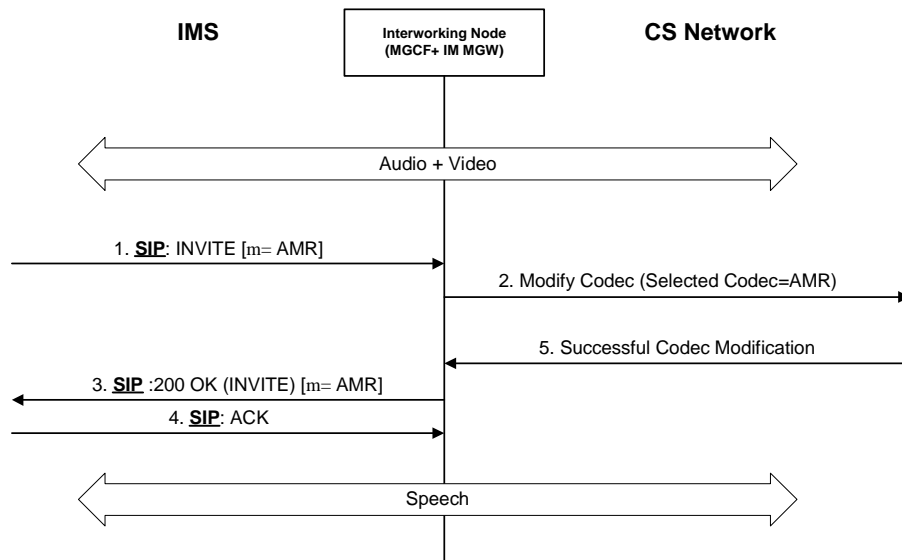 IMS
Interworking Node
(MGCF+ IM MGW)
CS Network
Audio + Video
1. SIP: INVITE [m= AMR]
2. Modify Codec (Selected Codec=AMR)
5. Successful Codec Modification
3. SIP :200 OK (INVITE) [m= AMR]
4. SIP: ACK
Speech